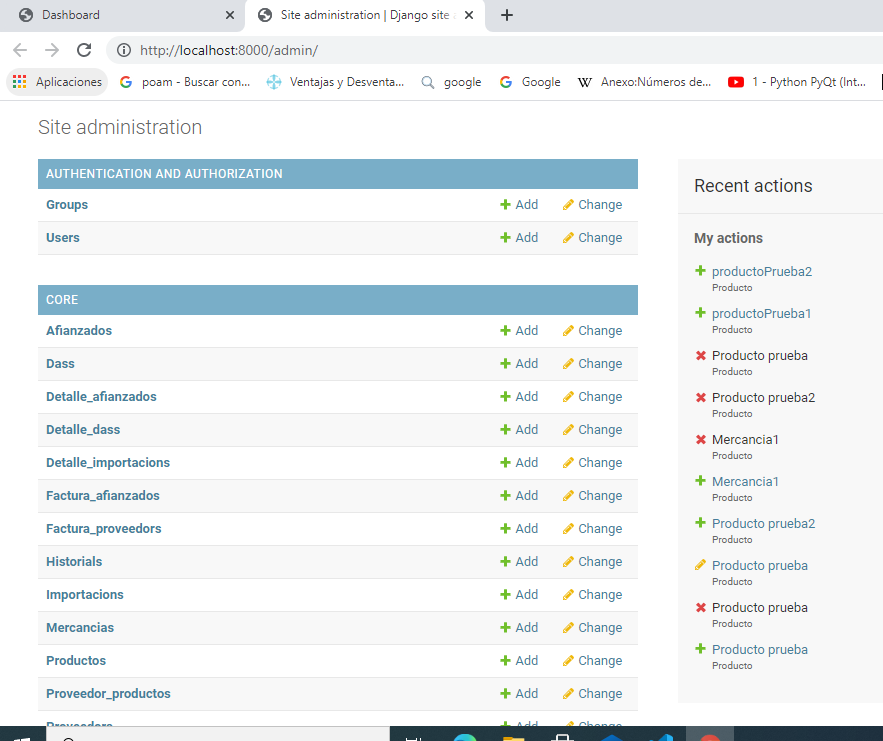 Dashboard
Site administration | Django site
http://localhost:8000/admin/
Aplicaciones
poam - Buscar con...
Ventajas y Desventa...
google
Google
Anexo:Números de...
1 - Python PyQt (Int...
Site administration
AUTHENTICATION AND AUTHORIZATION
Groups Add Change
Users Add Change
CORE
Afianzados Add Change
Dass Add Change
Detalle_afianzados Add Change
Detalle_dass Add Change
Detalle_importacions Add Change
Factura_afianzados Add Change
Factura_proveedors Add Change
Historials Add Change
Importacions Add Change
Mercancias Add Change
Productos Add Change
Proveedor_productos Add Change
Proveedors Add Change
Recent actions
My actions
productoPrueba2
Producto
productoPrueba1
Producto
Producto prueba
Producto
Producto prueba2
Producto
Mercancia1
Producto
Mercancia1
Producto
Producto prueba2
Producto
Producto prueba
Producto
Producto prueba
Producto
Producto prueba
Producto